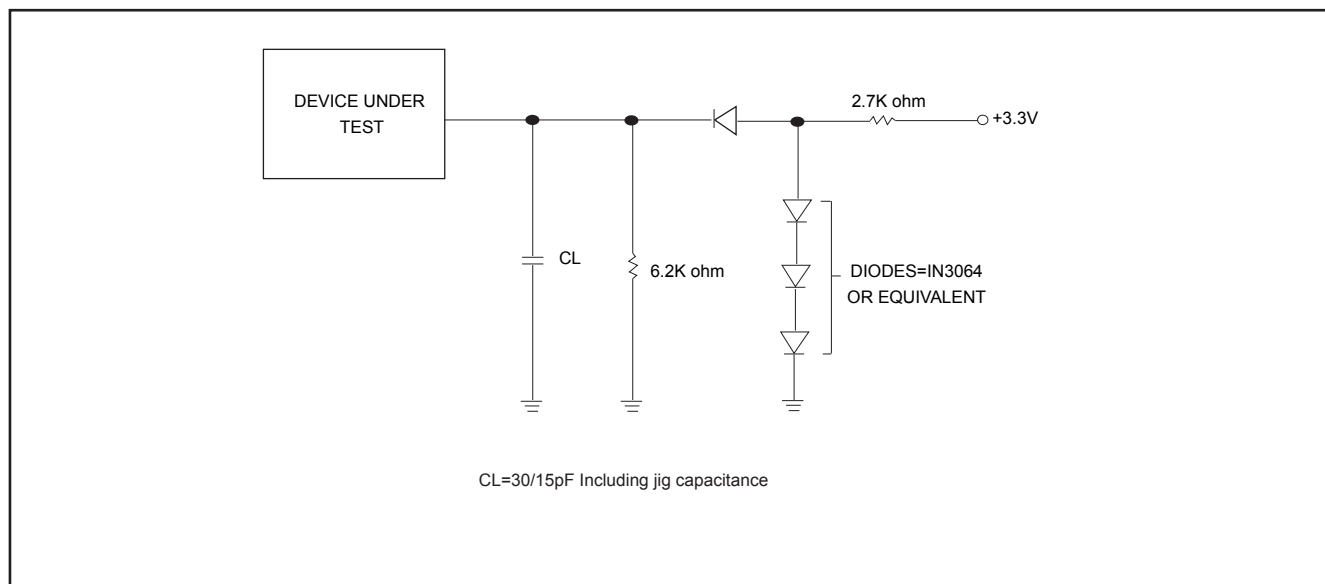 DEVICE UNDER
TEST
2.7K ohm
+3.3V
CL
6.2K ohm
DIODES=IN3064
OR EQUIVALENT
CL=30/15pF Including jig capacitance